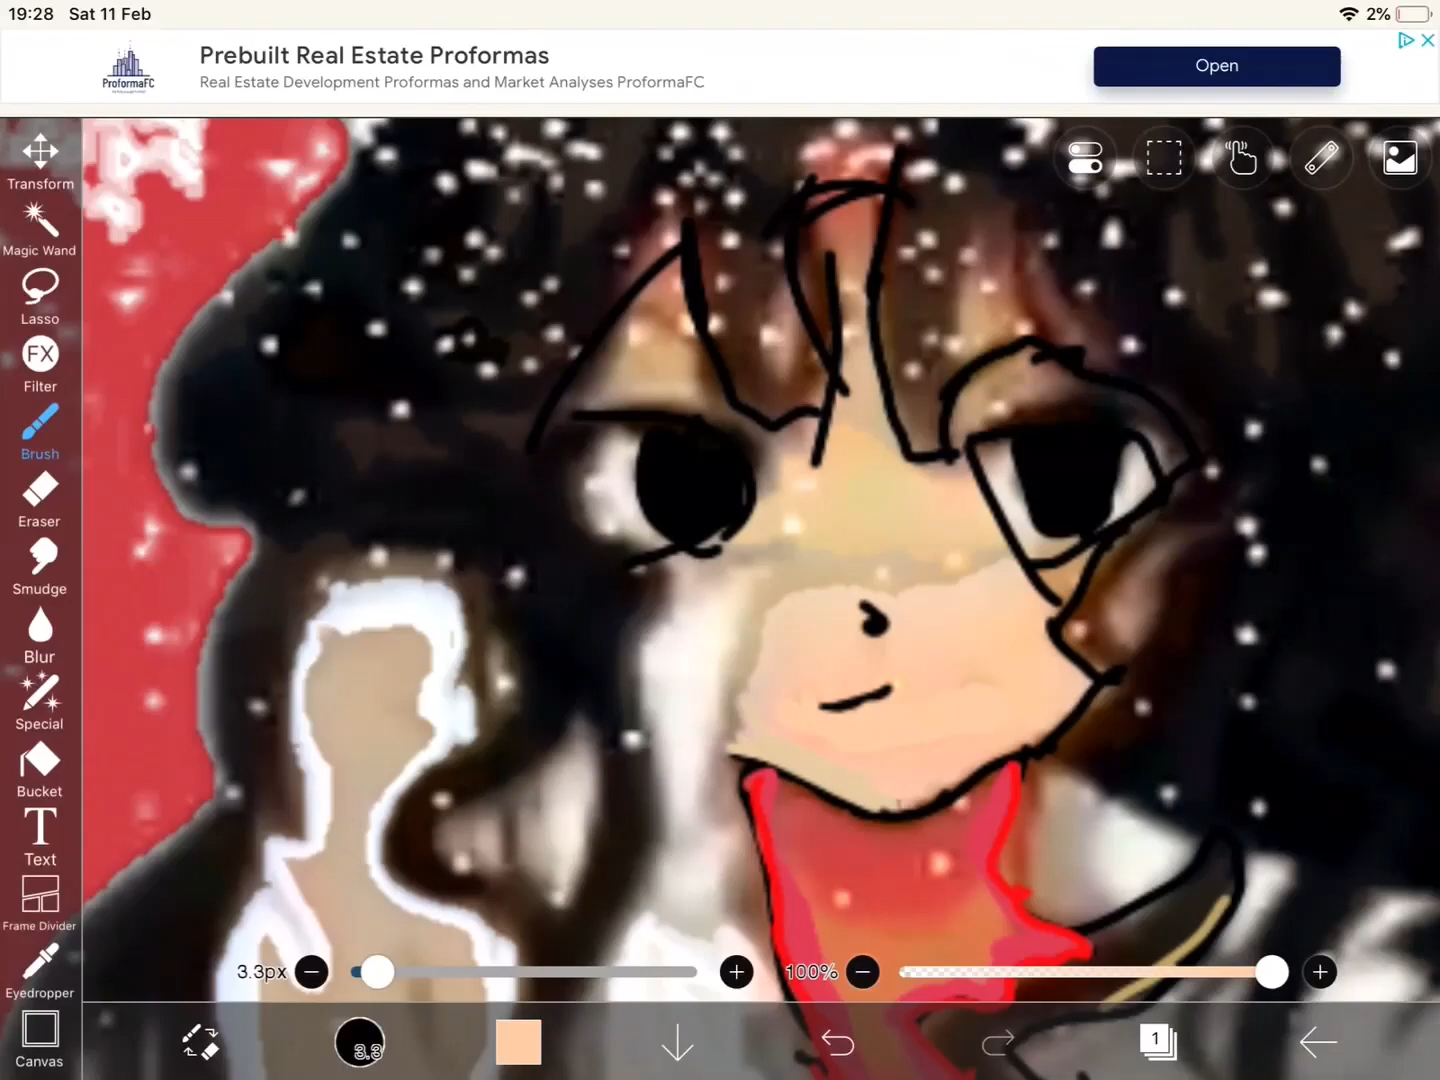 19:28 Sat 11 Feb
2%
Prebuilt Real Estate Proformas
Real Estate Development Proformas and Market Analyses ProformaFC
ProformaFC
Open
Transform
Magic Wand
Lasso
FX
Filter
Brush
Eraser
Smudge
Blur
Special
Bucket
T
Text
Frame Divider
Eyedropper
Canvas
3.3px
100%
3.3
1